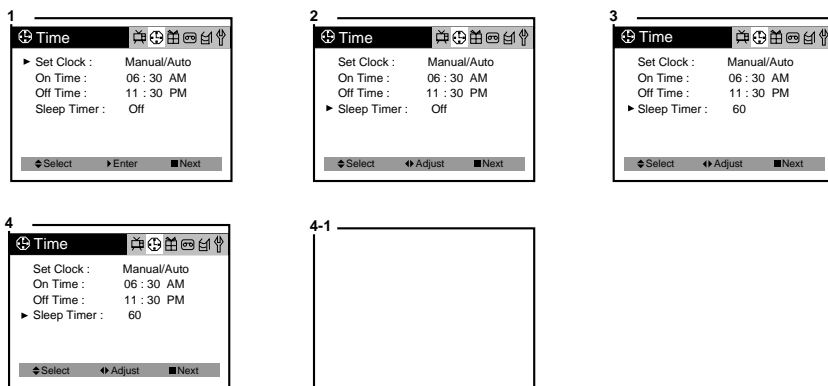 1
Time
Set Clock : Manual/Auto
On Time : 06 : 30 AM
Off Time : 11 : 30 PM
Sleep Timer : Off
Select Enter Next
2
Time
Set Clock : Manual/Auto
On Time : 06 : 30 AM
Off Time : 11 : 30 PM
Sleep Timer : Off
Select Adjust Next
3
Time
Set Clock : Manual/Auto
On Time : 06 : 30 AM
Off Time : 11 : 30 PM
Sleep Timer : 60
Select Adjust Next
4
Time
Set Clock : Manual/Auto
On Time : 06 : 30 AM
Off Time : 11 : 30 PM
Sleep Timer : 60
Select Adjust Next
4-1